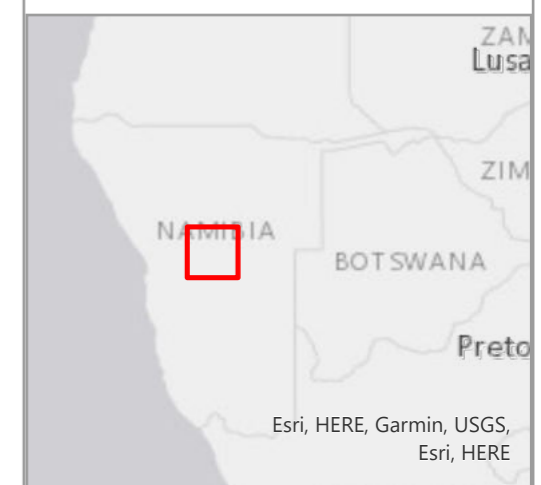 ZAM
Lusa
ZIM
NAMIBIA
BOTSWANA
Preto
Esri, HERE, Garmin, USGS,
Esri, HERE